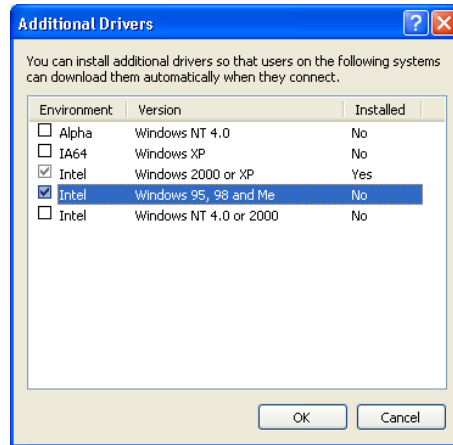 Additional Drivers
You can install additional drivers so that users on the following systems
can download them automatically when they connect.
Environment Version Installed
Alpha Windows NT 4.0 No
IA64 Windows XP No
Intel Windows 2000 or XP Yes
Intel Windows 95, 98 and Me No
Intel Windows NT 4.0 or 2000 No
OK Cancel